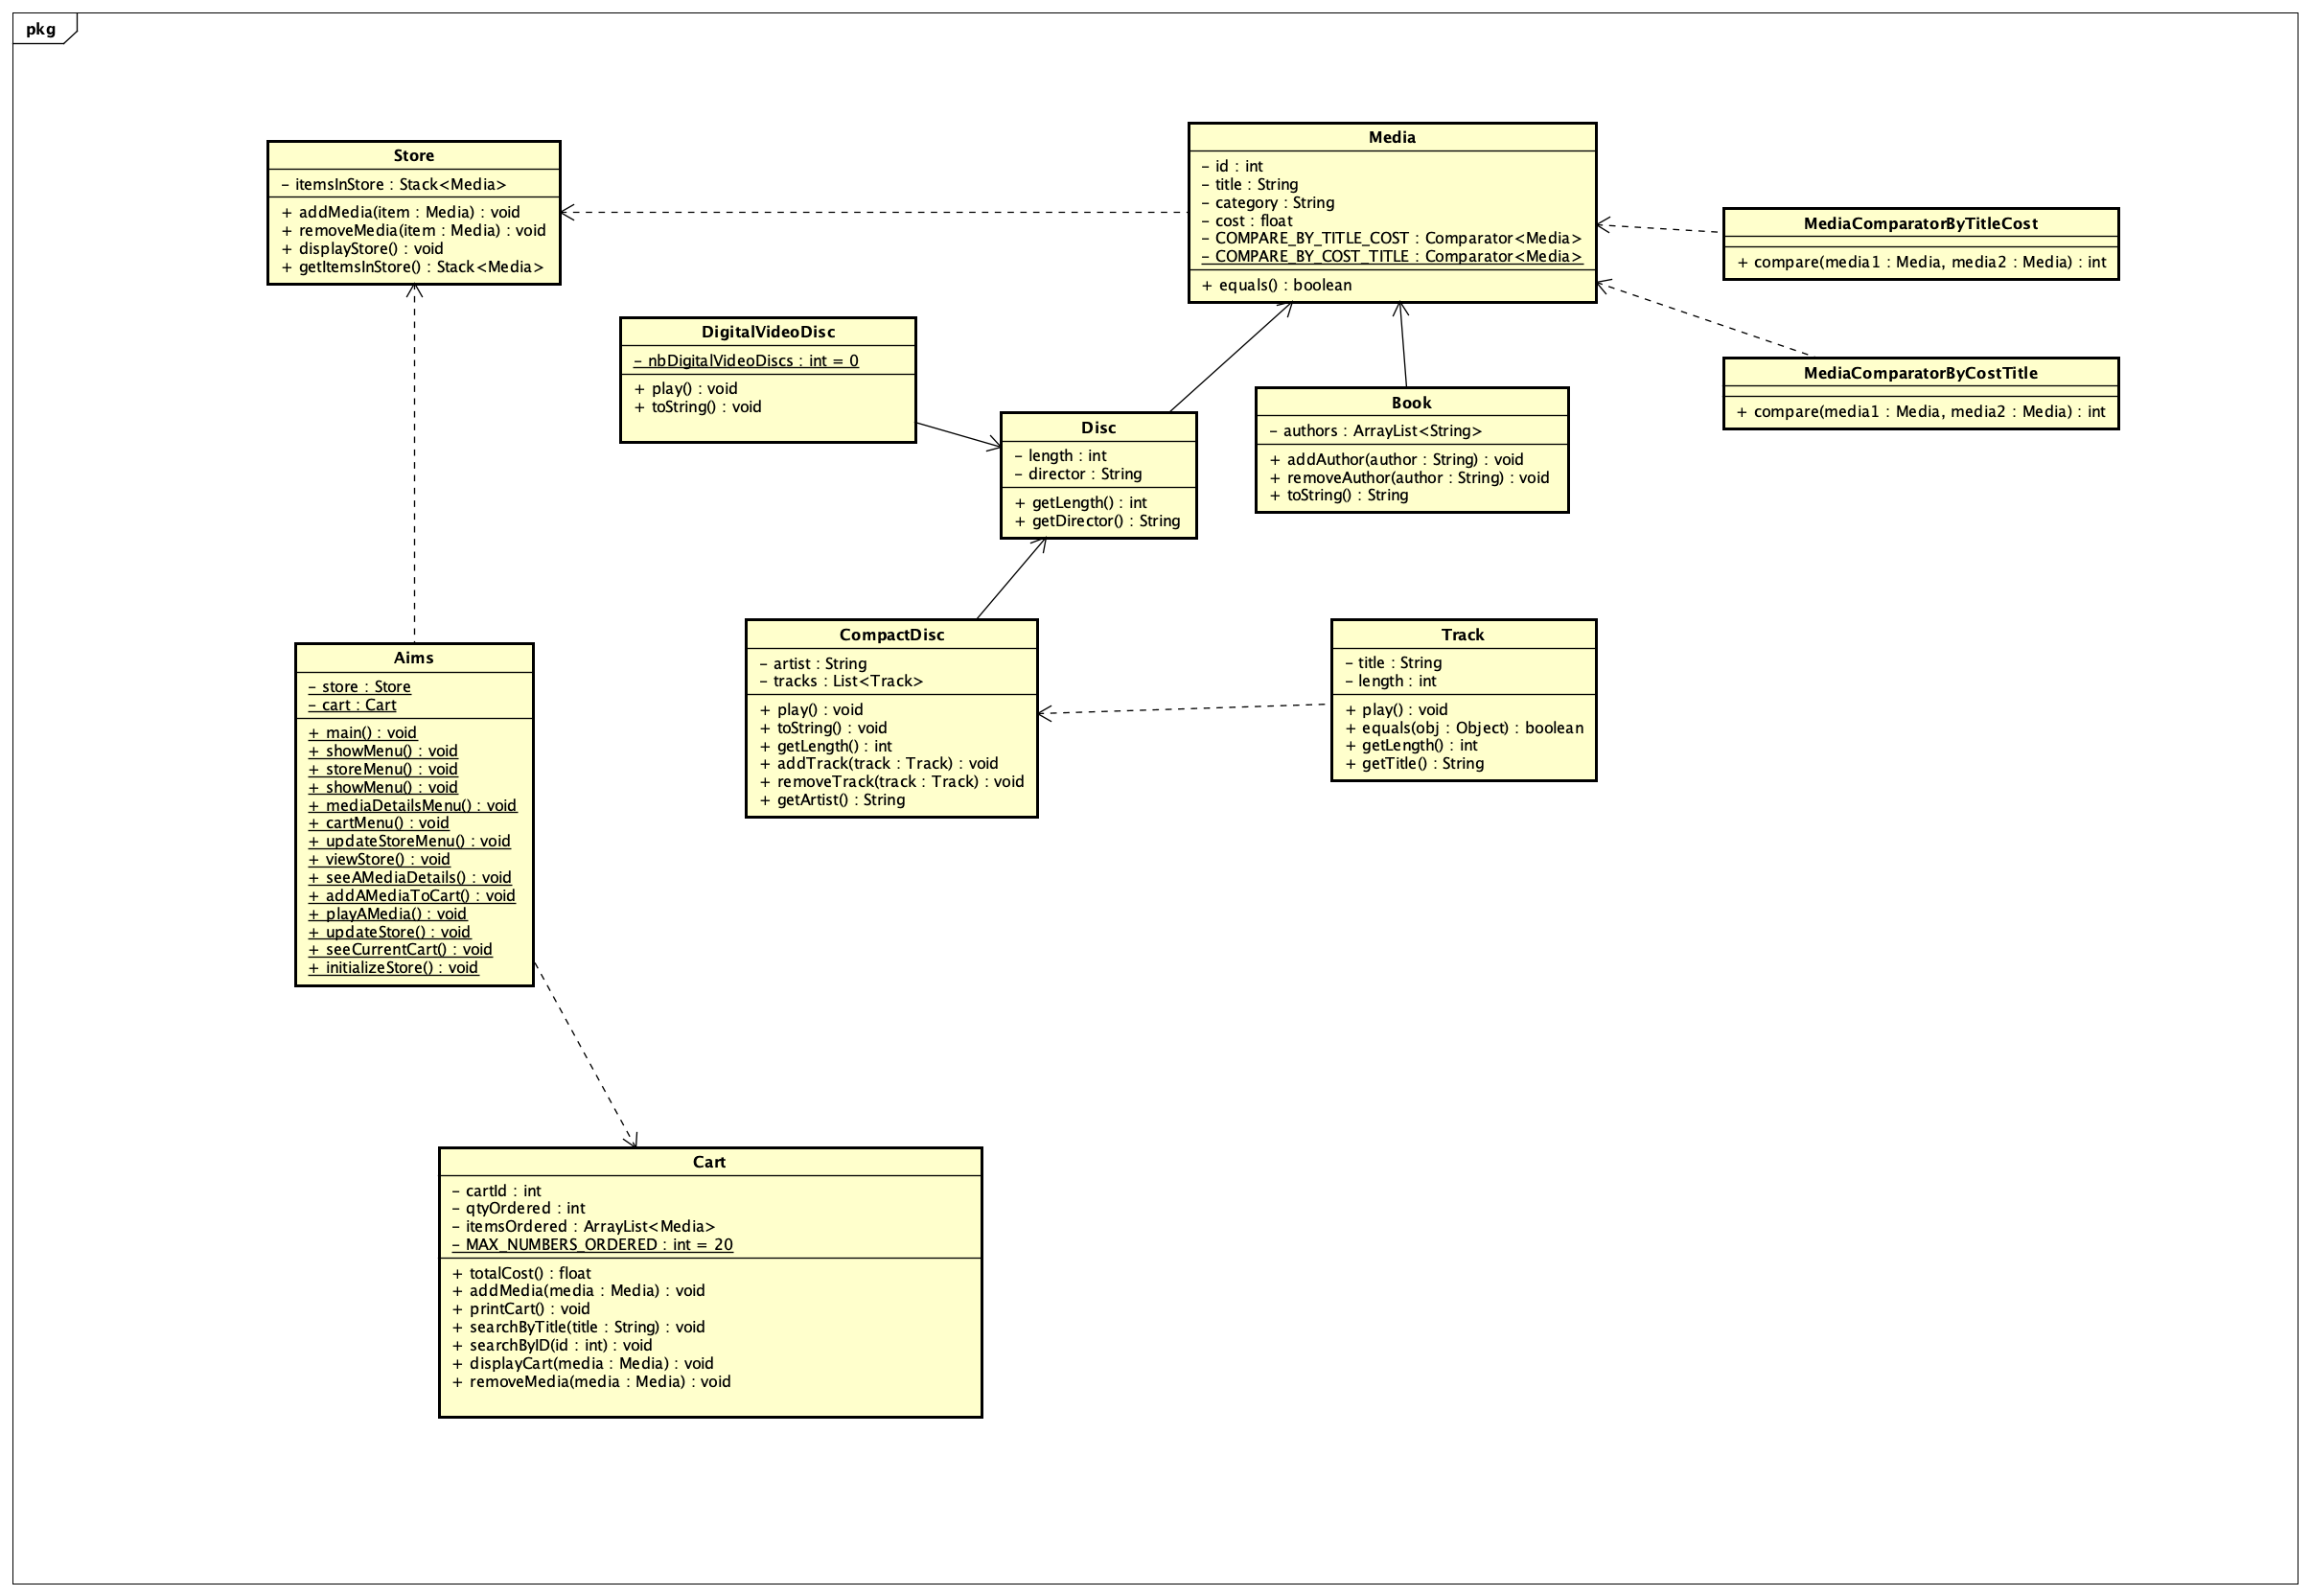 pkg
Store
– itemsInStore : Stack<Media>
+ addMedia(item : Media) : void
+ removeMedia(item : Media) : void
+ displayStore() : void
+ getItemsInStore() : Stack<Media>
Media
– id : int
– title : String
– category : String
– cost : float
– COMPARE_BY_TITLE_COST : Comparator<Media>
– COMPARE_BY_COST_TITLE : Comparator<Media>
+ equals() : boolean
MediaComparatorByTitleCost
+ compare(media1 : Media, media2 : Media) : int
MediaComparatorByCostTitle
+ compare(media1 : Media, media2 : Media) : int
DigitalVideoDisc
– nbDigitalVideoDiscs : int = 0
+ play() : void
+ toString() : void
Disc
– length : int
– director : String
+ getLength() : int
+ getDirector() : String
Book
– authors : ArrayList<String>
+ addAuthor(author : String) : void
+ removeAuthor(author : String) : void
+ toString() : String
Aims
– store : Store
– cart : Cart
+ main() : void
+ showMenu() : void
+ storeMenu() : void
+ showMenu() : void
+ mediaDetailsMenu() : void
+ cartMenu() : void
+ updateStoreMenu() : void
+ viewStore() : void
+ seeAMediaDetails() : void
+ addAMediaToCart() : void
+ playAMedia() : void
+ updateStore() : void
+ seeCurrentCart() : void
+ initializeStore() : void
CompactDisc
– artist : String
– tracks : List<Track>
+ play() : void
+ toString() : void
+ getLength() : int
+ addTrack(track : Track) : void
+ removeTrack(track : Track) : void
+ getArtist() : String
Track
– title : String
– length : int
+ play() : void
+ equals(obj : Object) : boolean
+ getLength() : int
+ getTitle() : String
Cart
– cartId : int
– qtyOrdered : int
– itemsOrdered : ArrayList<Media>
– MAX_NUMBERS_ORDERED : int = 20
+ totalCost() : float
+ addMedia(media : Media) : void
+ printCart() : void
+ searchByTitle(title : String) : void
+ searchByID(id : int) : void
+ displayCart(media : Media) : void
+ removeMedia(media : Media) : void